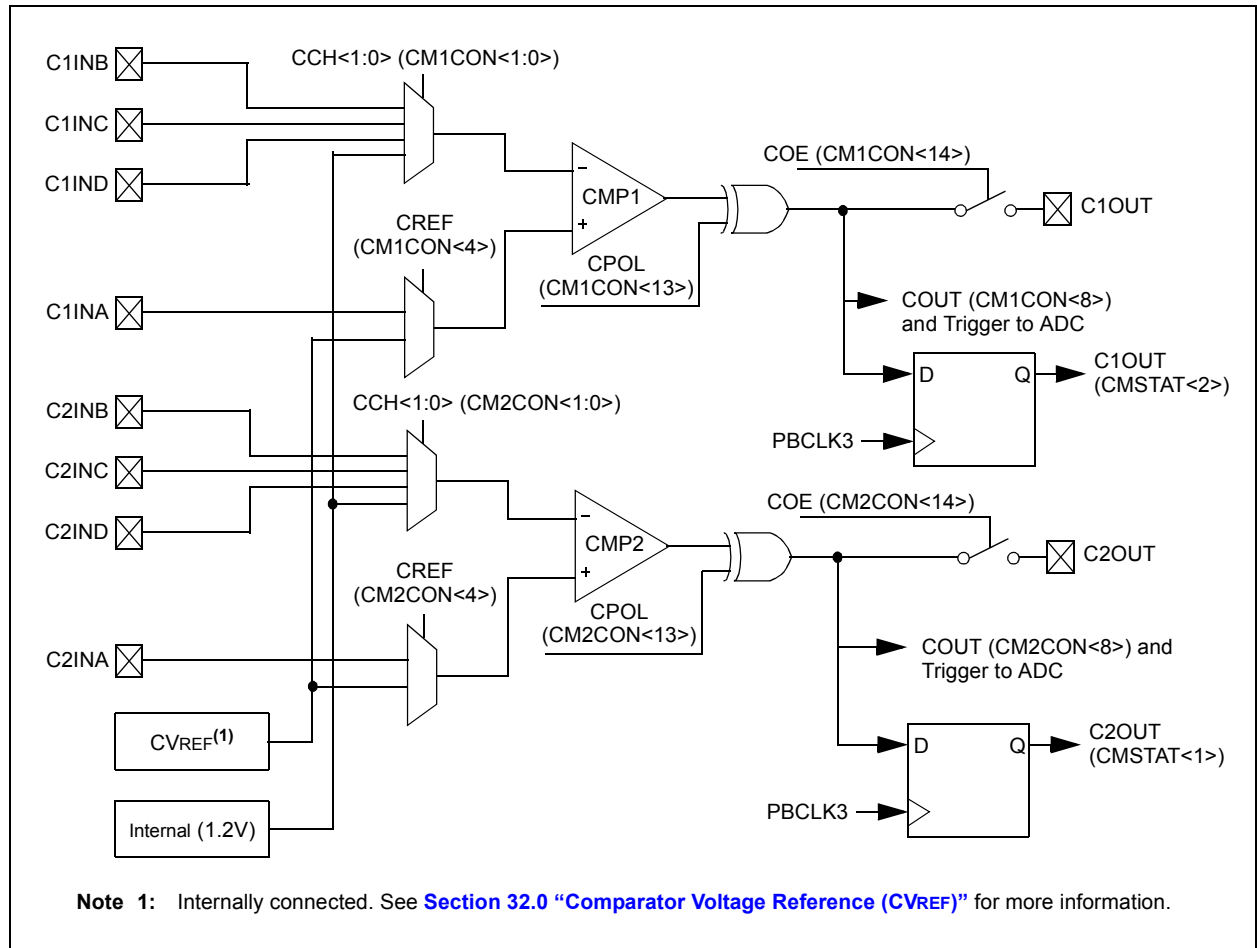 C1INB
CCH<1:0> (CM1CON<1:0>)
C1INC
C1IND
COE (CM1CON<14>)
–
CMP1
+
C1OUT
CREF
(CM1CON<4>)
CPOL
(CM1CON<13>)
C1INA
COUT (CM1CON<8>)
and Trigger to ADC
D
Q
C1OUT
(CMSTAT<2>)
PBCLK3
C2INB
CCH<1:0> (CM2CON<1:0>)
C2INC
C2IND
COE (CM2CON<14>)
–
CMP2
+
C2OUT
CREF
(CM2CON<4>)
CPOL
(CM2CON<13>)
C2INA
COUT (CM2CON<8>) and
Trigger to ADC
CVREF(1)
D
Q
C2OUT
(CMSTAT<1>)
PBCLK3
Internal (1.2V)
Note 1: Internally connected. See Section 32.0 “Comparator Voltage Reference (CVREF)” for more information.